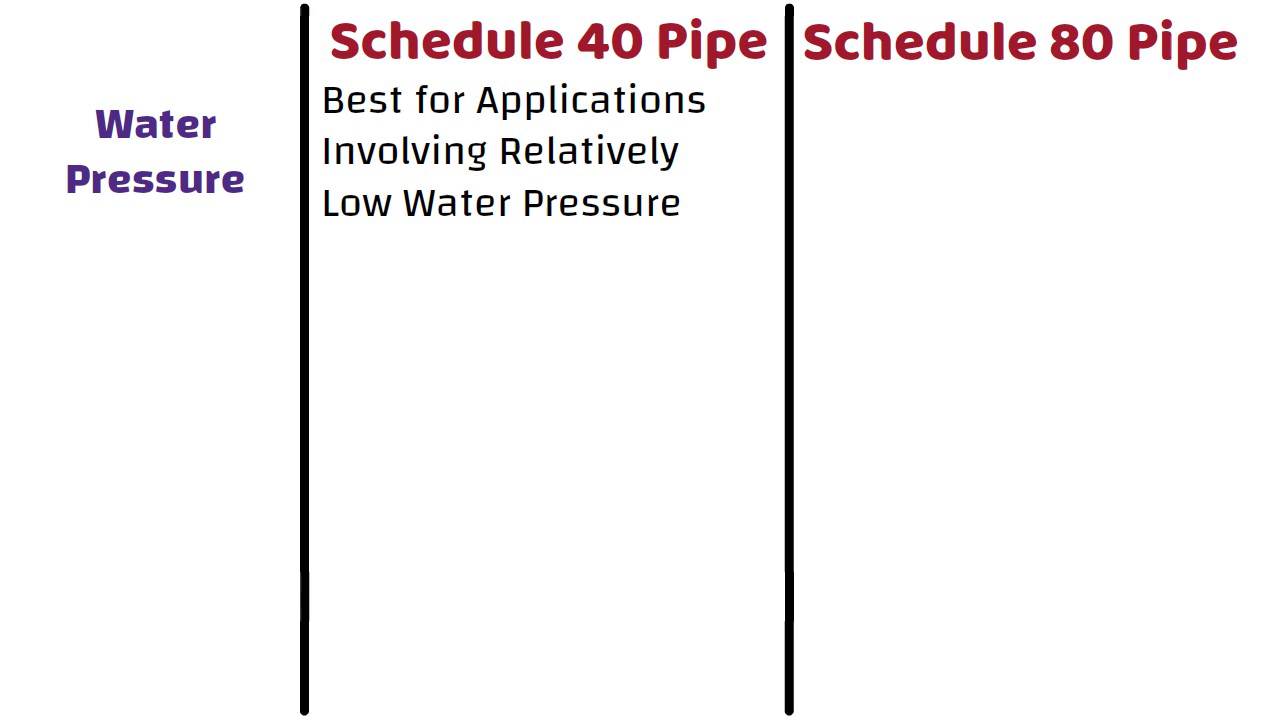 Schedule 40 Pipe
Schedule 80 Pipe
Water
Pressure
Best for Applications
Involving Relatively
Low Water Pressure